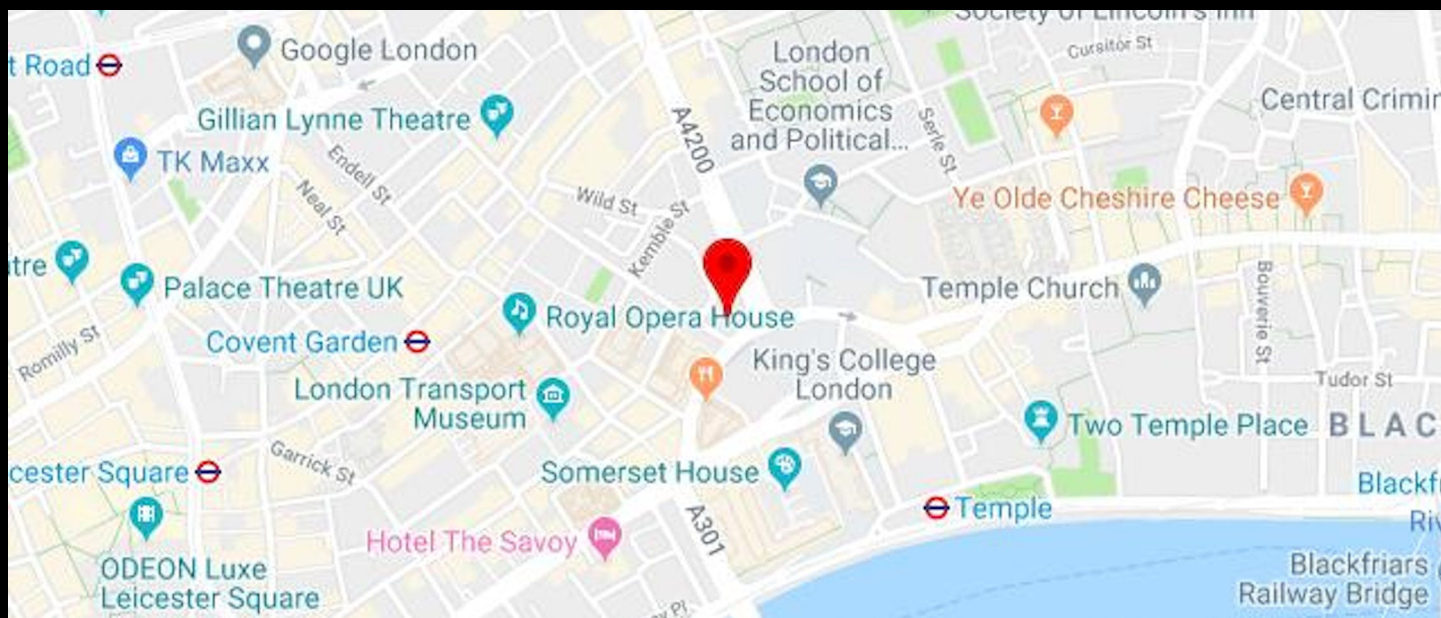 Society of Lincoln's Inn
t Road
Google London
London
School of
Economics
and Political...
Cursitor St
Central Crimin
A4200
Serle St
Gillian Lynne Theatre
TK Maxx
Endell St
Neal St
Wild St
Kemble St
Ye Olde Cheshire Cheese
atre
Palace Theatre UK
Temple Church
Bouverie St
Royal Opera House
Romilly St
Covent Garden
King's College
London
London Transport
Museum
Tudor St
Two Temple Place
BLAC
Garrick St
cester Square
Somerset House
Blackf
Riv
Temple
A301
Hotel The Savoy
ODEON Luxe
Leicester Square
Blackfriars
Railway Bridge
Pl